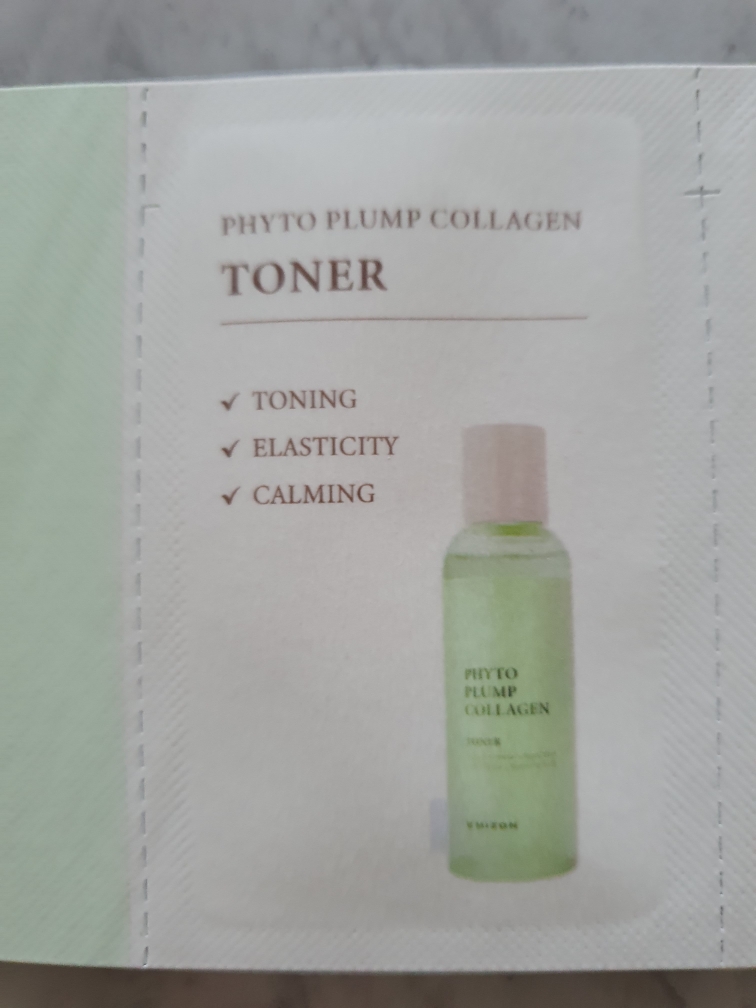 PHYTO PLUMP COLLAGEN
TONER
✓ TONING
✓ ELASTICITY
✓ CALMING
PHYTO
PLUMP
COLLAGEN
TONER